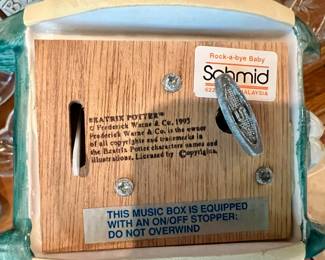 Rock-a-bye Baby
Schmid
622 MALAYSIA
BEATRIX POTTER™
© Frederick Warne & Co. 1993
Frederick Warne & Co. is the owner
of all copyrights and trademarks in
the Beatrix Potter characters names and
illustrations. Licensed by Copyrights.
THIS MUSIC BOX IS EQUIPPED
WITH AN ON/OFF STOPPER;
DO NOT OVERWIND